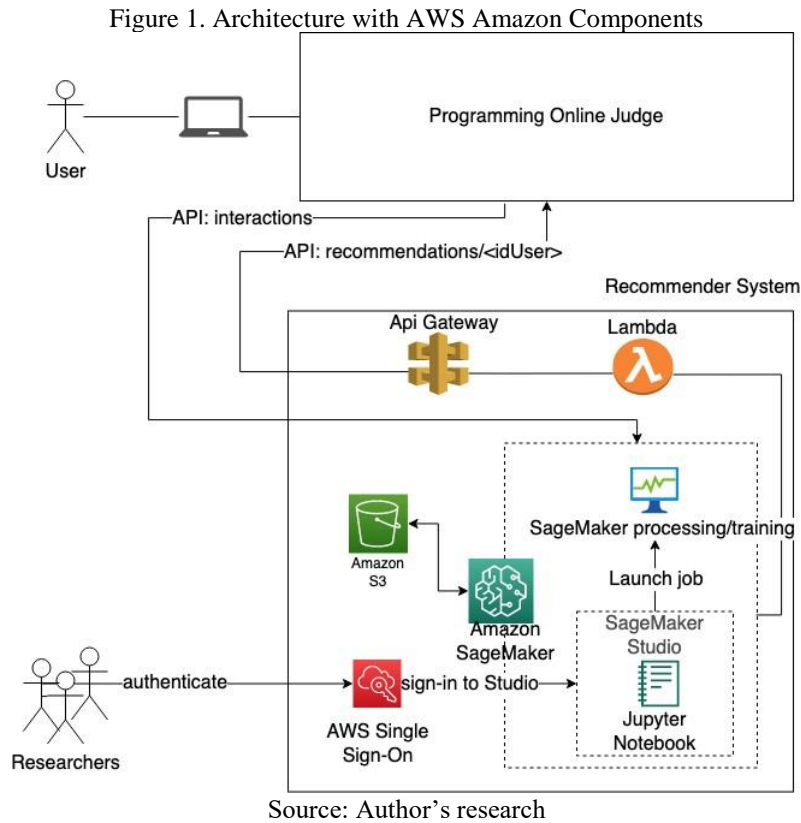 Figure 1. Architecture with AWS Amazon Components
Programming Online Judge
User
API: interactions
API: recommendations/<idUser>
Recommender System
Api Gateway
Lambda
SageMaker processing/training
Amazon
S3
Launch job
Amazon
SageMaker
SageMaker
Studio
authenticate
sign-in to Studio
Jupyter
Notebook
AWS Single
Sign-On
Researchers
Source: Author's research